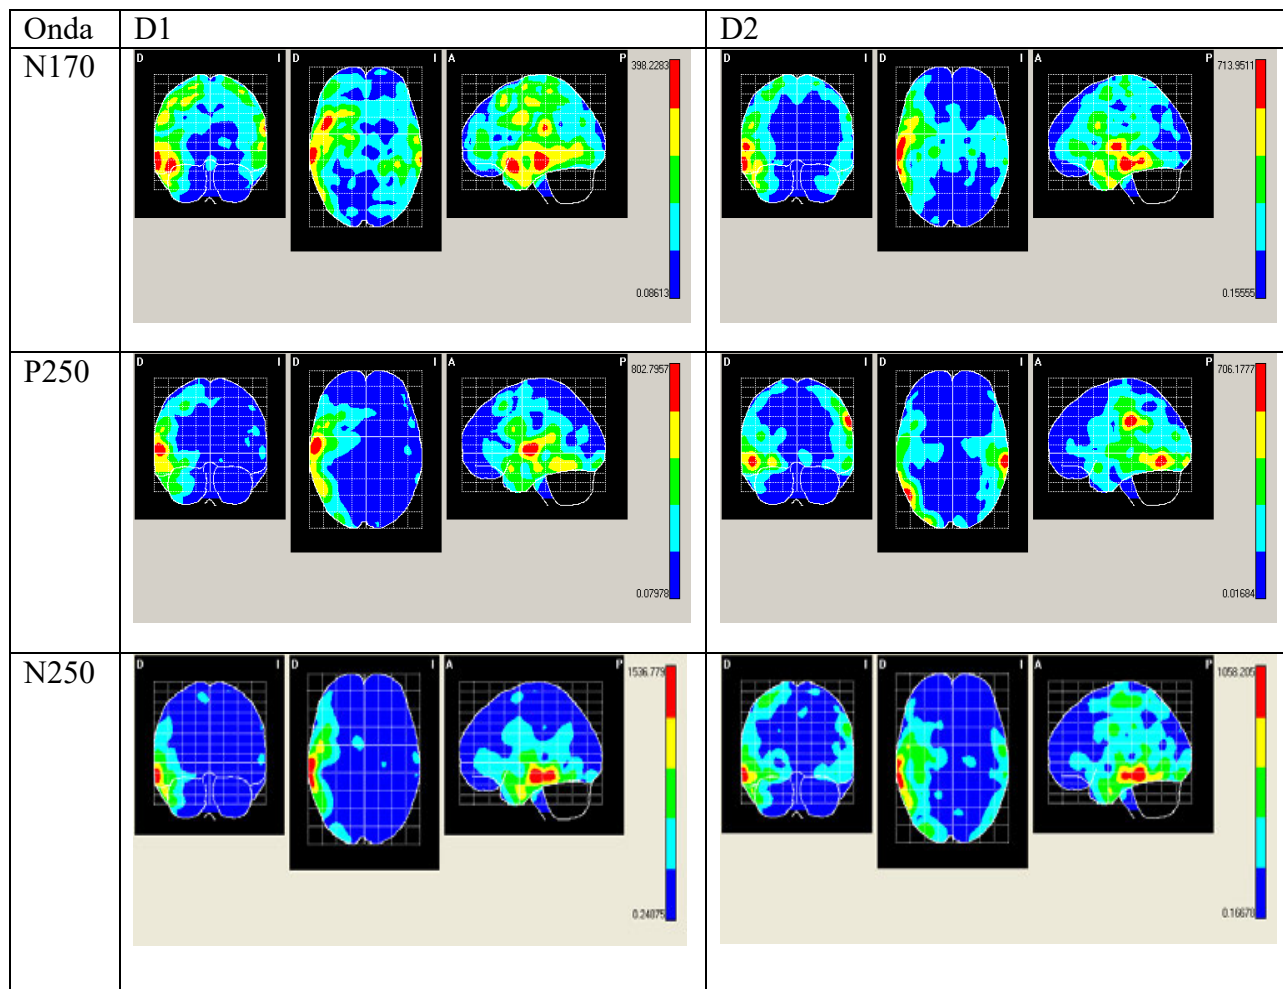 Onda D1 D2
N170
D I D I A P 398.2283
0.08613
D I D I A P 713.9511
0.15555
P250
D I D I A P 802.7957
0.07978
D I D I A P 706.1777
0.01684
N250
D I D I A P 1536.779
0.24875
D I D I A P 1058.205
0.16678